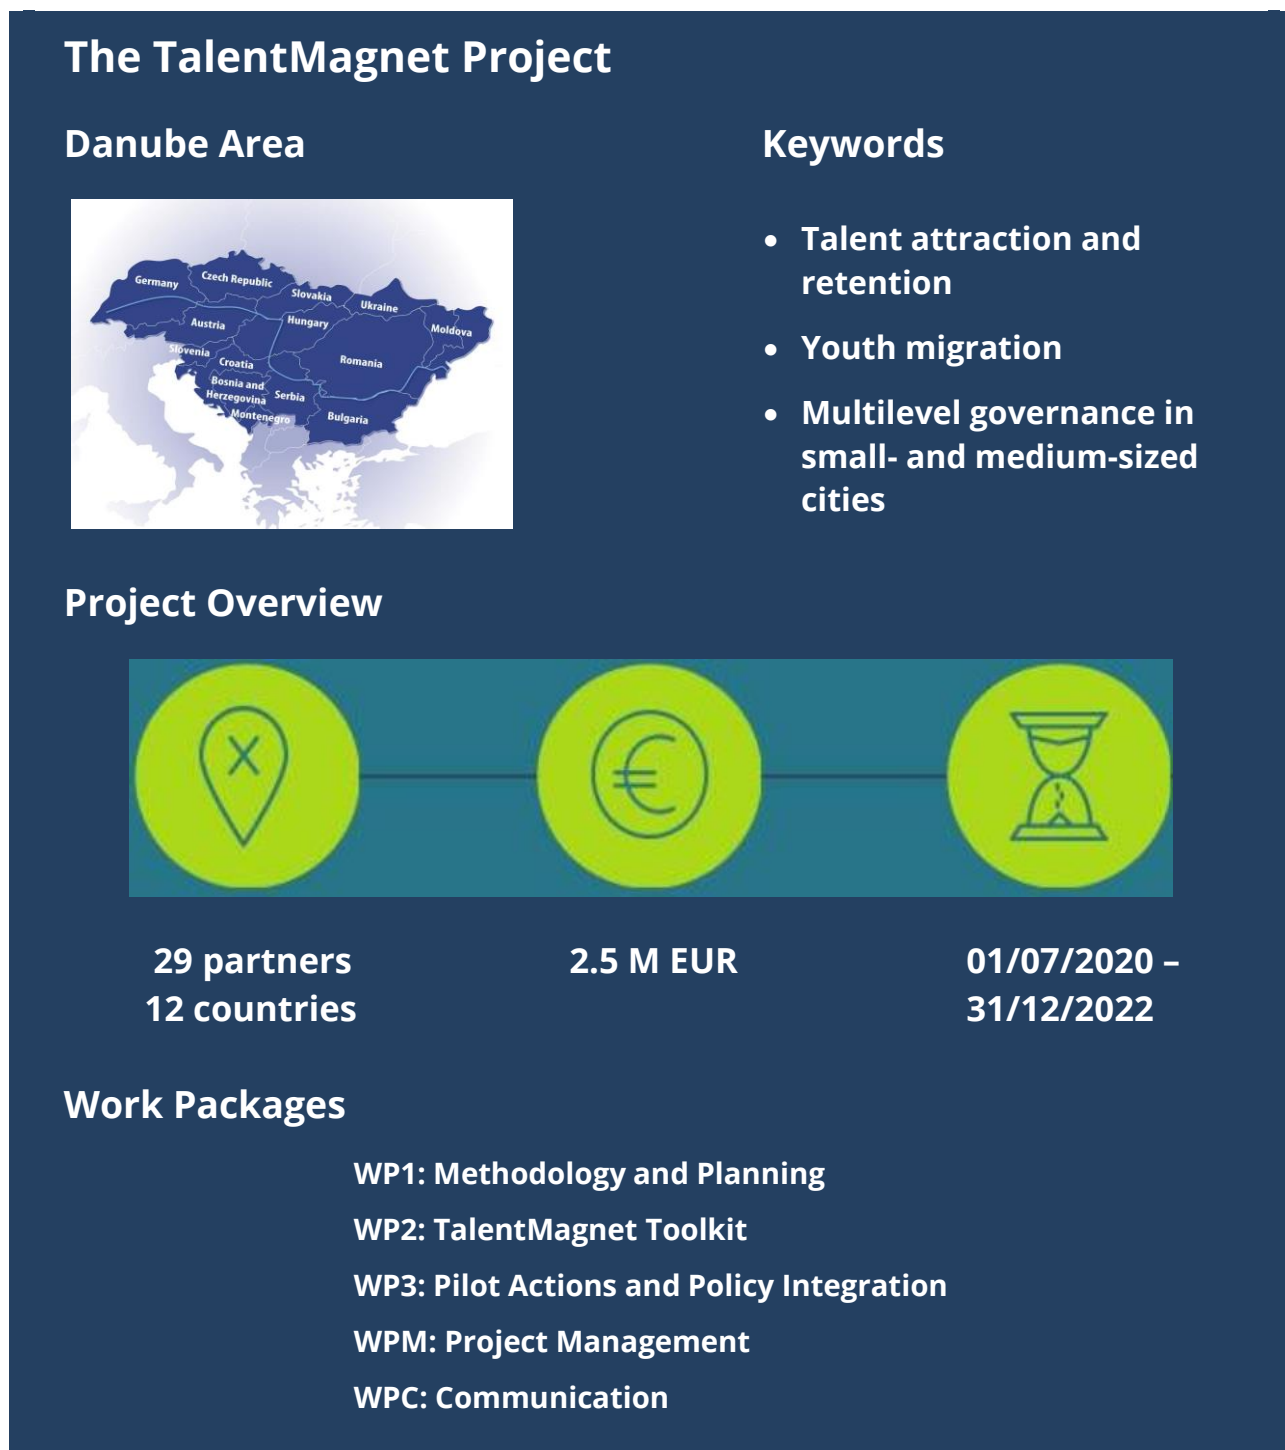 The TalentMagnet Project
Danube Area
Germany
Czech Republic
Slovakia
Ukraine
Austria
Hungary
Moldova
Slovenia
Croatia
Romania
Bosnia and
Herzegovina
Serbia
Montenegro
Bulgaria
Keywords
• Talent attraction and
retention
• Youth migration
• Multilevel governance in
small- and medium-sized
cities
Project Overview
29 partners
12 countries
2.5 M EUR
01/07/2020 –
31/12/2022
Work Packages
WP1: Methodology and Planning
WP2: TalentMagnet Toolkit
WP3: Pilot Actions and Policy Integration
WPM: Project Management
WPC: Communication